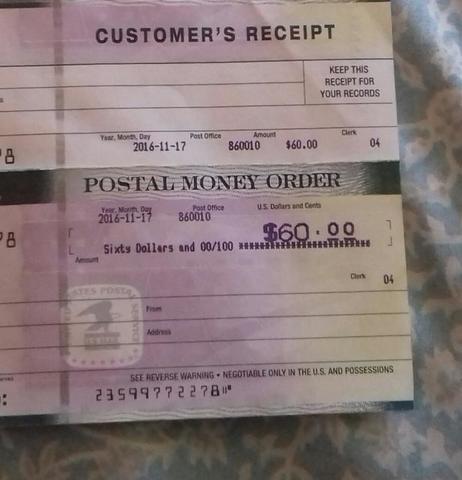 CUSTOMER'S RECEIPT
KEEP THIS
RECEIPT FOR
YOUR RECORDS
Year, Month, Day Post Office Amount Clerk
2016-11-17 860010 $60.00 04
8
POSTAL MONEY ORDER
Year, Month, Day Post Office U.S. Dollars and Cents
2016-11-17 860010 $60.00
8
Sixty Dollars and 00/100 ********************
Amount
Clerk 04
From
Address
SEE REVERSE WARNING • NEGOTIABLE ONLY IN THE U.S. AND POSSESSIONS
23599772278⑈